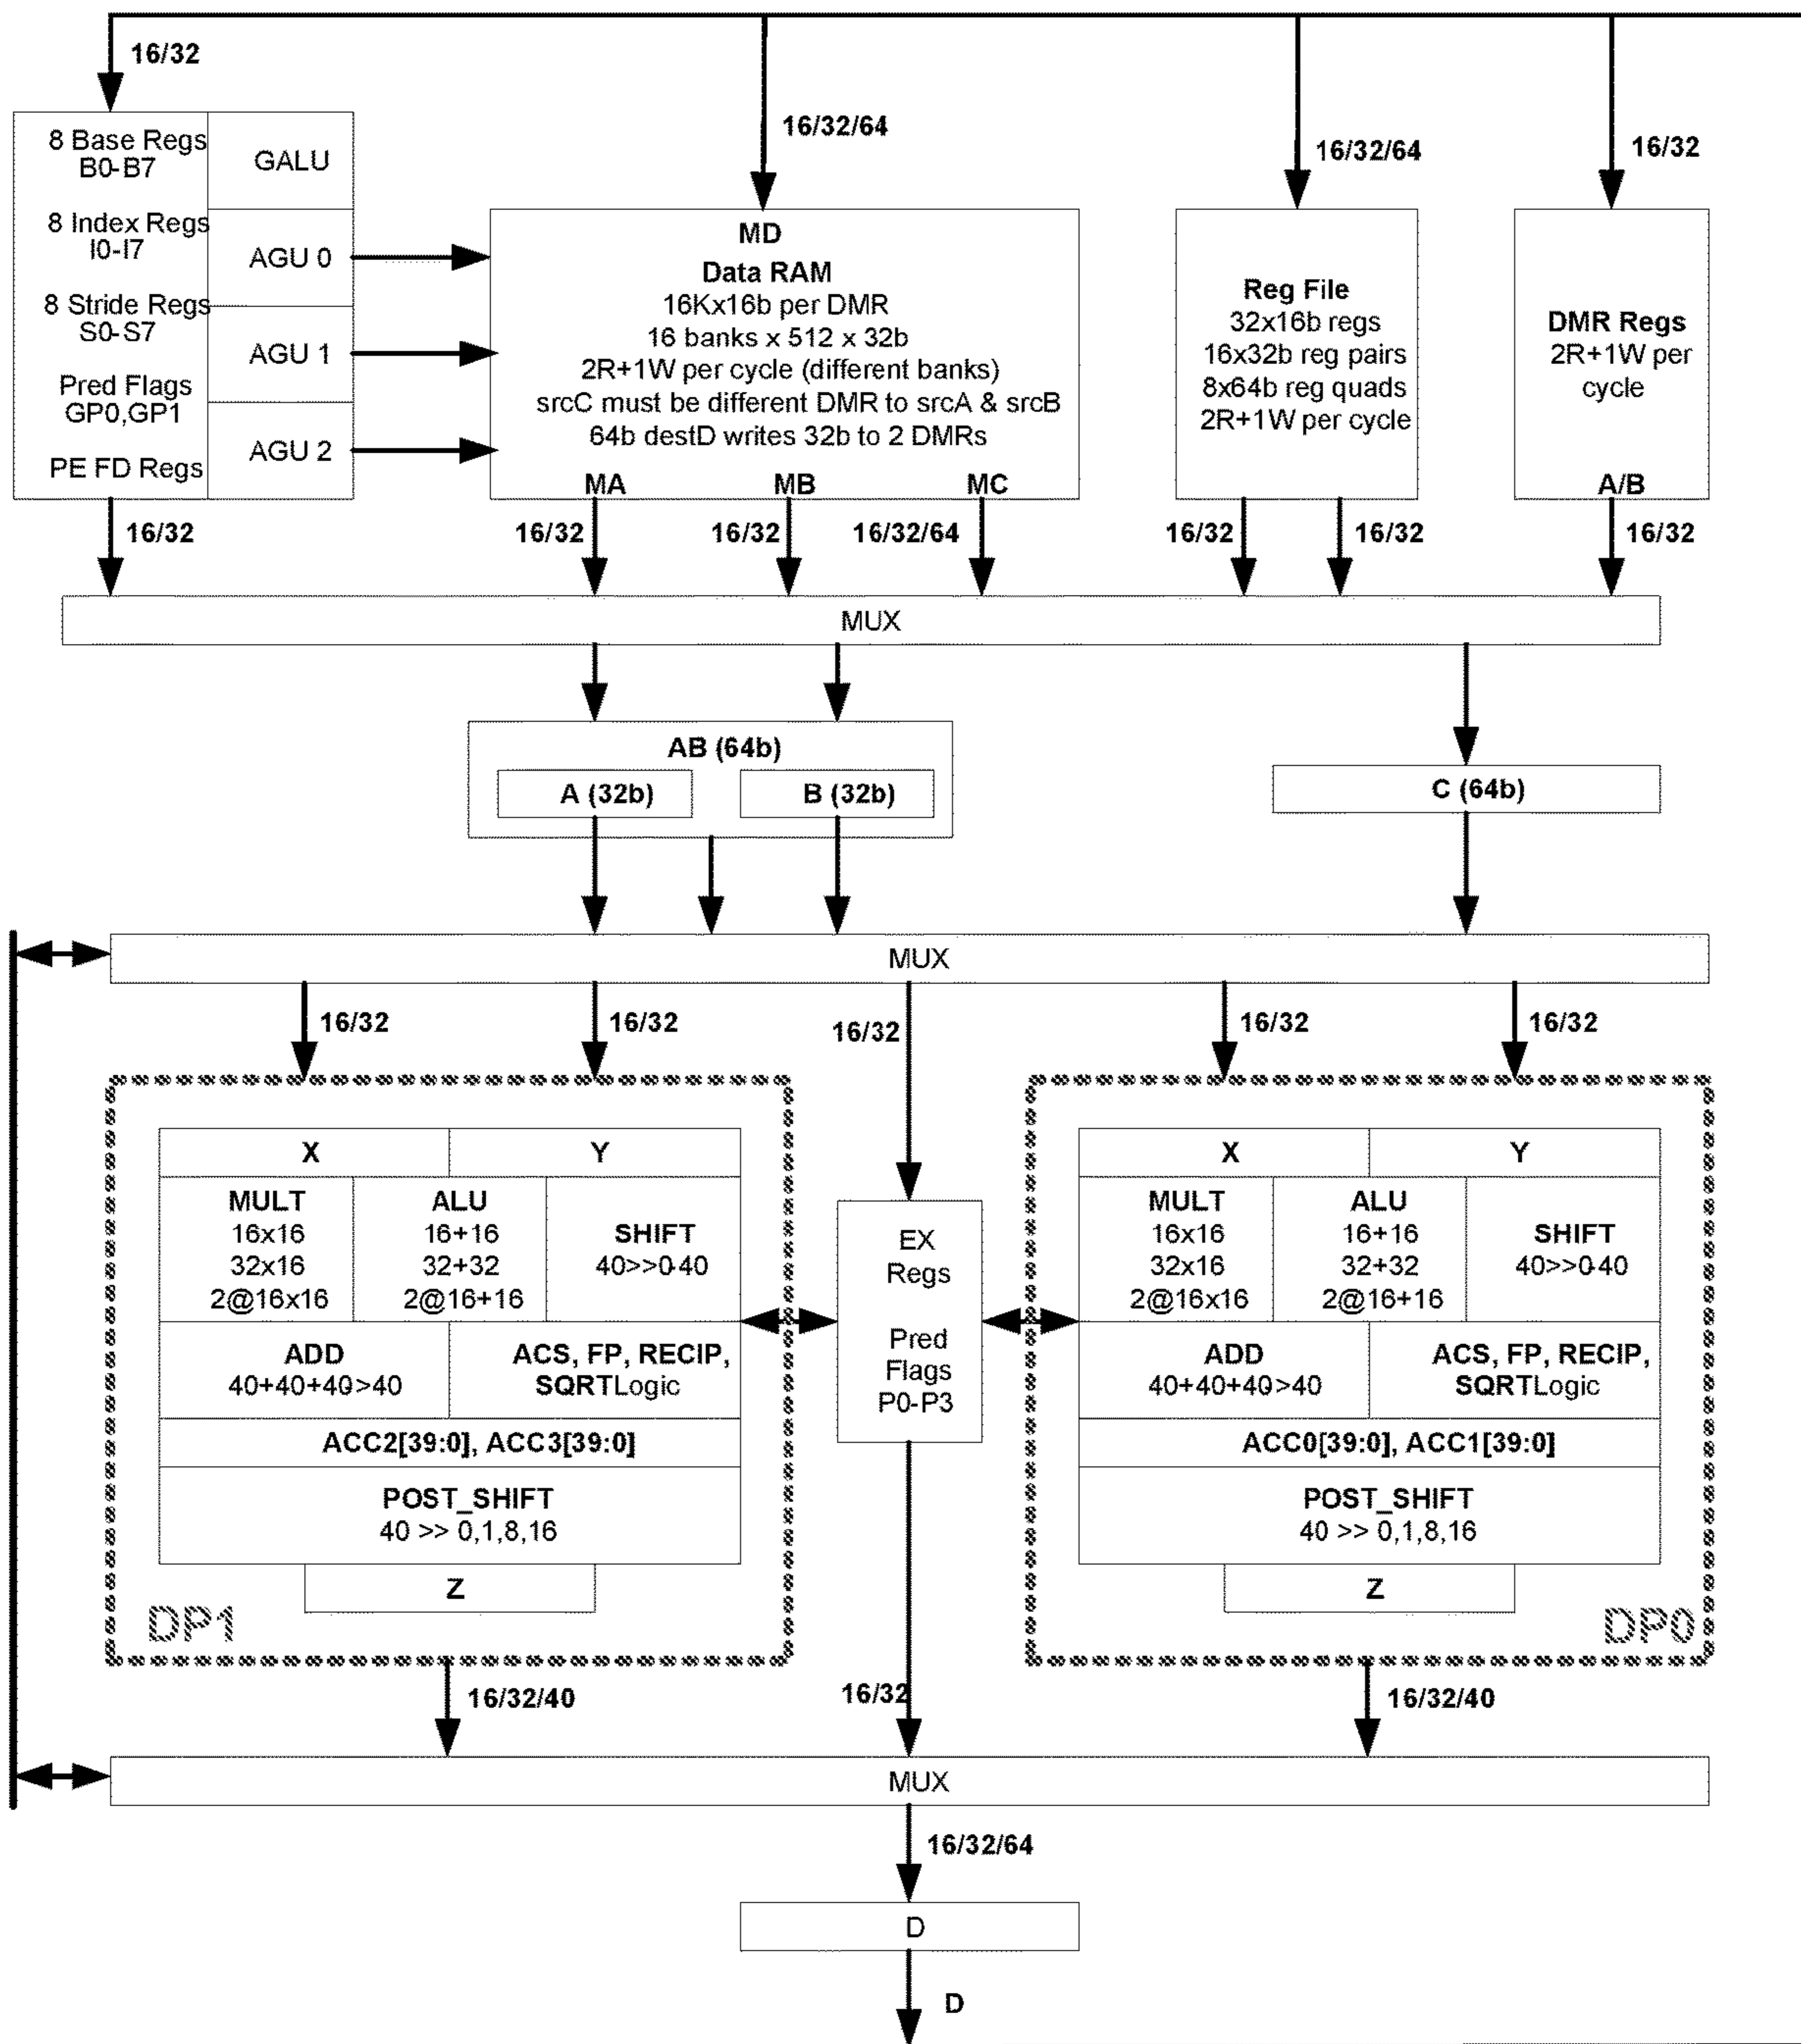 16/32
16/32/64
16/32/64
16/32
8 Base Regs
B0-B7
8 Index Regs
I0-I7
8 Stride Regs
S0-S7
Pred Flags
GP0,GP1
PE FD Regs
GALU
AGU 0
AGU 1
AGU 2
MD
Data RAM
16Kx16b per DMR
16 banks x 512 x 32b
2R+1W per cycle (different banks)
srcC must be different DMR to srcA & srcB
64b destD writes 32b to 2 DMRs
MA MB MC
Reg File
32x16b regs
16x32b reg pairs
8x64b reg quads
2R+1W per cycle
DMR Regs
2R+1W per
cycle
A/B
16/32 16/32 16/32 16/32/64 16/32 16/32 16/32
MUX
AB (64b)
A (32b) B (32b)
C (64b)
MUX
16/32 16/32 16/32 16/32 16/32
X Y
MULT
16x16
32x16
2@16x16
ALU
16+16
32+32
2@16+16
SHIFT
40>>0-40
ADD
40+40+40>40
ACS, FP, RECIP,
SQRTLogic
ACC2[39:0], ACC3[39:0]
POST_SHIFT
40 >> 0,1,8,16
Z
DP1
EX
Regs
Pred
Flags
P0-P3
X Y
MULT
16x16
32x16
2@16x16
ALU
16+16
32+32
2@16+16
SHIFT
40>>0-40
ADD
40+40+40>40
ACS, FP, RECIP,
SQRTLogic
ACC0[39:0], ACC1[39:0]
POST_SHIFT
40 >> 0,1,8,16
Z
DP0
16/32/40 16/32 16/32/40
MUX
16/32/64
D
D